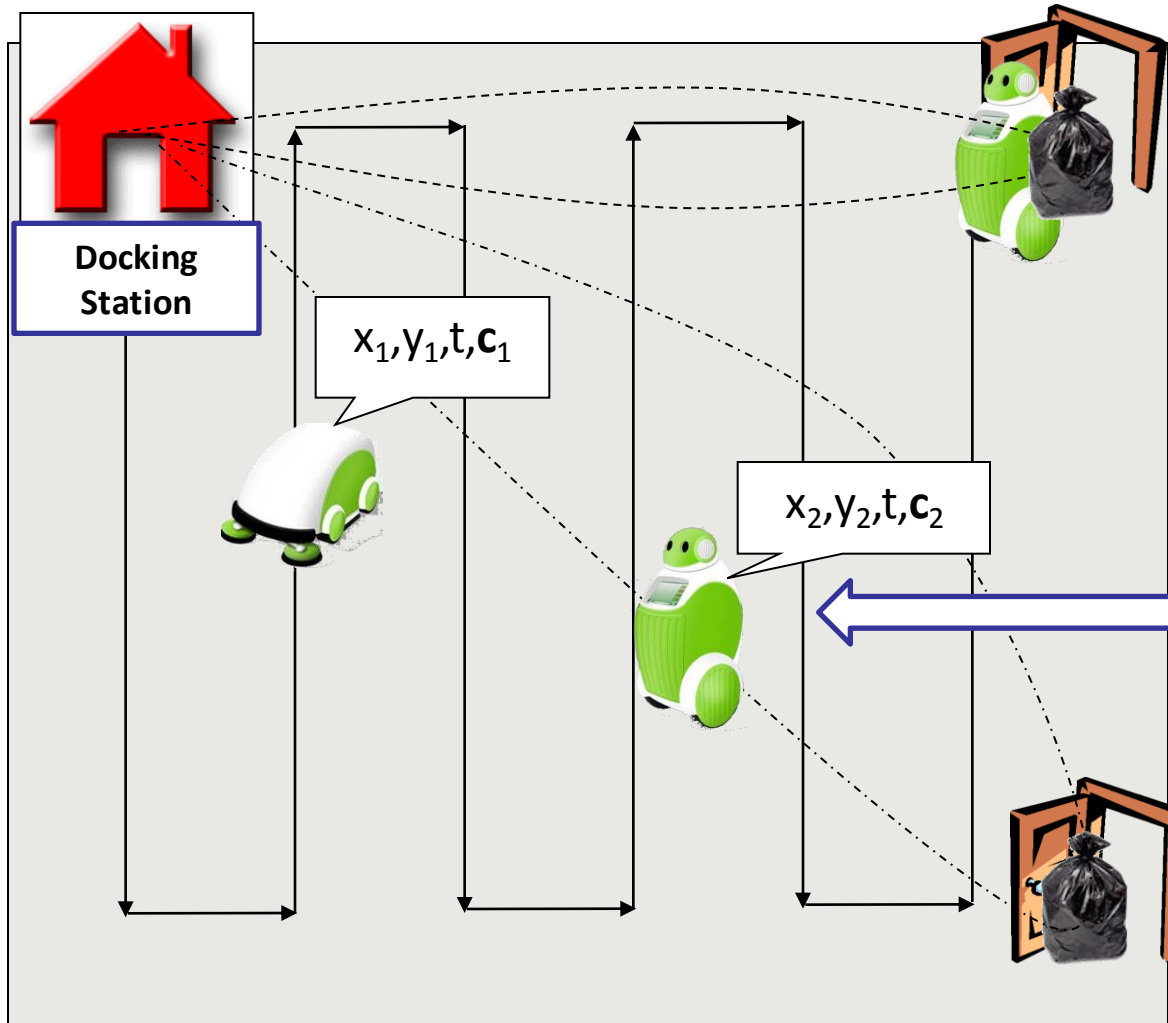 Docking
Station
x₁,y₁,t,c₁
x₂,y₂,t,c₂